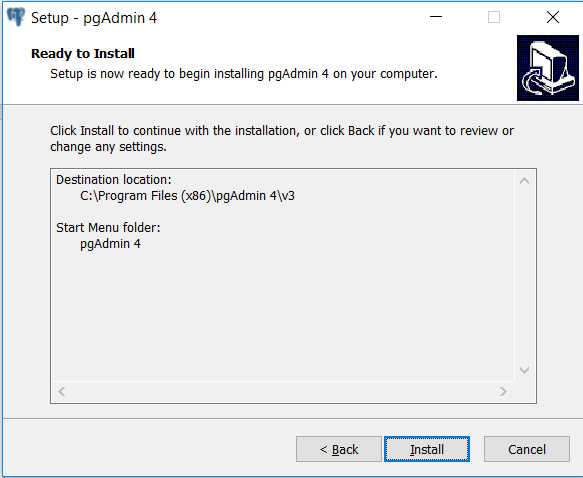 Setup - pgAdmin 4
Ready to Install
Setup is now ready to begin installing pgAdmin 4 on your computer.
Click Install to continue with the installation, or click Back if you want to review or
change any settings.
Destination location:
C:\Program Files (x86)\pgAdmin 4\v3
Start Menu folder:
pgAdmin 4
< Back
Install
Cancel